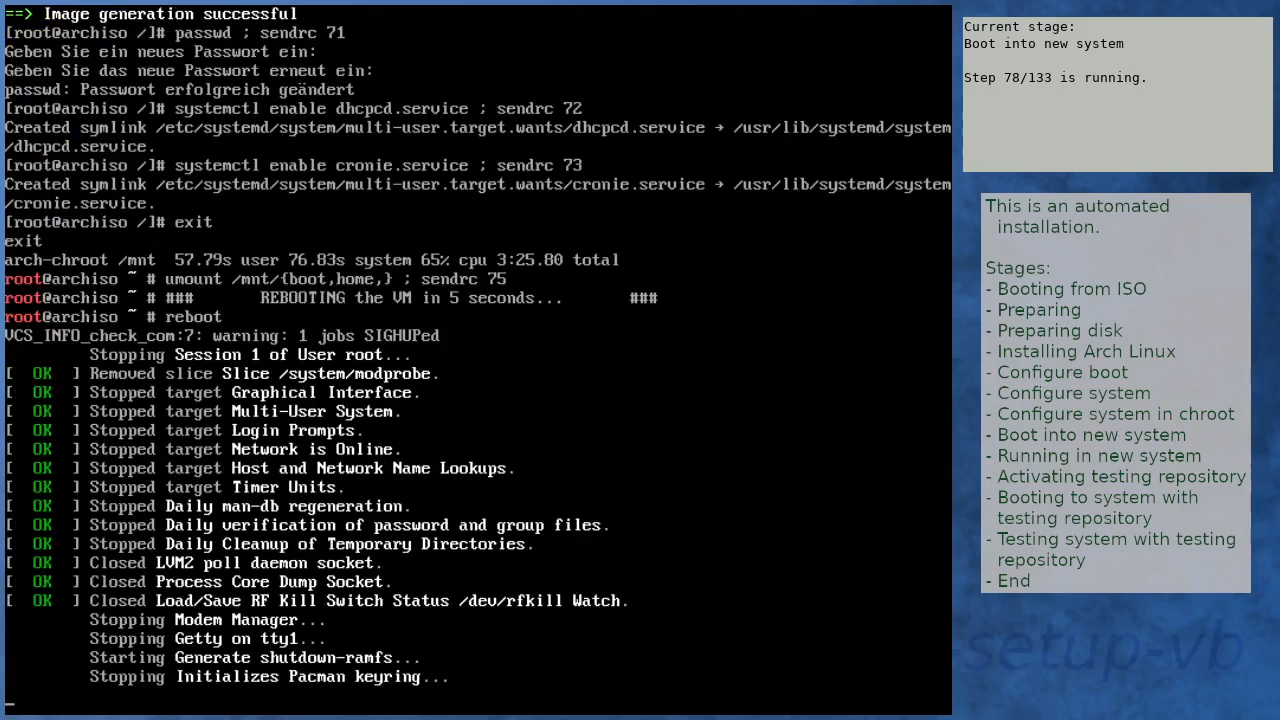 ==> Image generation successful
[root@archiso /]# passwd ; sendrc 71
Geben Sie ein neues Passwort ein:
Geben Sie das neue Passwort erneut ein:
passwd: Passwort erfolgreich geändert
[root@archiso /]# systemctl enable dhcpcd.service ; sendrc 72
Created symlink /etc/systemd/system/multi-user.target.wants/dhcpcd.service → /usr/lib/systemd/system
/dhcpcd.service.
[root@archiso /]# systemctl enable cronie.service ; sendrc 73
Created symlink /etc/systemd/system/multi-user.target.wants/cronie.service → /usr/lib/systemd/system
/cronie.service.
[root@archiso /]# exit
exit
arch-chroot /mnt  57.79s user 76.83s system 65% cpu 3:25.80 total
root@archiso ~ # umount /mnt/{boot,home,} ; sendrc 75
root@archiso ~ # ###       REBOOTING the VM in 5 seconds...       ###
root@archiso ~ # reboot
VCS_INFO_check_com:7: warning: 1 jobs SIGHUPed
         Stopping Session 1 of User root...
[  OK  ] Removed slice Slice /system/modprobe.
[  OK  ] Stopped target Graphical Interface.
[  OK  ] Stopped target Multi-User System.
[  OK  ] Stopped target Login Prompts.
[  OK  ] Stopped target Network is Online.
[  OK  ] Stopped target Host and Network Name Lookups.
[  OK  ] Stopped target Timer Units.
[  OK  ] Stopped Daily man-db regeneration.
[  OK  ] Stopped Daily verification of password and group files.
[  OK  ] Stopped Daily Cleanup of Temporary Directories.
[  OK  ] Closed LVM2 poll daemon socket.
[  OK  ] Closed Process Core Dump Socket.
[  OK  ] Closed Load/Save RF Kill Switch Status /dev/rfkill Watch.
         Stopping Modem Manager...
         Stopping Getty on tty1...
         Starting Generate shutdown-ramfs...
         Stopping Initializes Pacman keyring...
_
Current stage:
Boot into new system
Step 78/133 is running.
This is an automated
installation.
Stages:
- Booting from ISO
- Preparing
- Preparing disk
- Installing Arch Linux
- Configure boot
- Configure system
- Configure system in chroot
- Boot into new system
- Running in new system
- Activating testing repository
- Booting to system with
testing repository
- Testing system with testing
repository
- End
-setup-vb